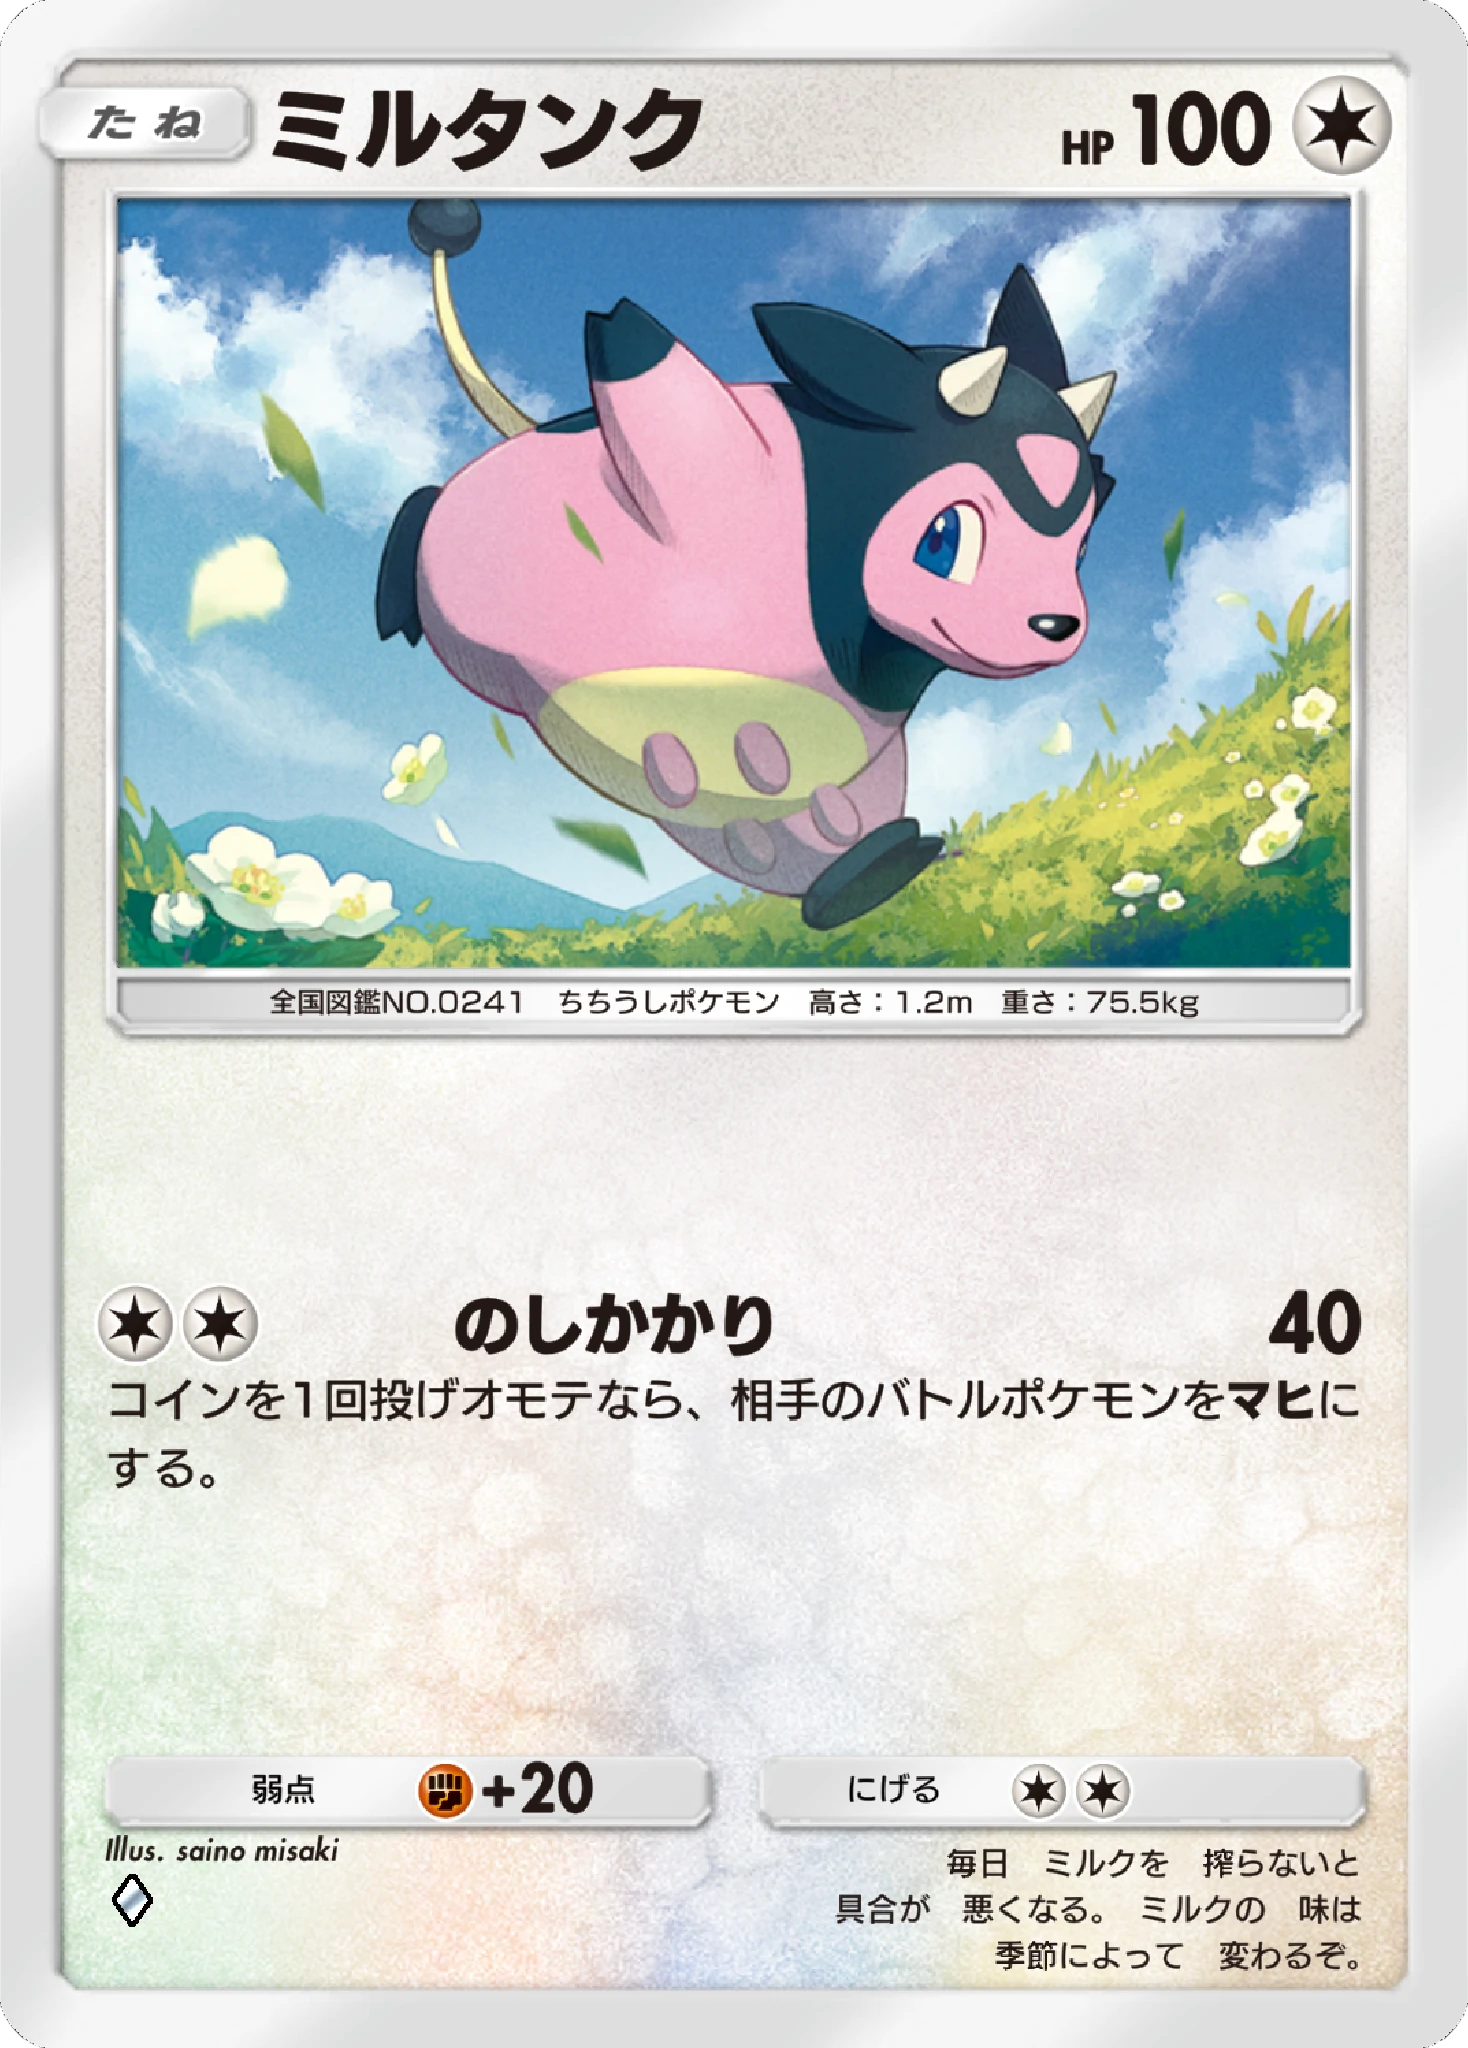 たね ミルタンク HP 100
全国図鑑NO.0241 ちちうしポケモン 高さ:1.2m 重さ:75.5kg
のしかかり 40
コインを1回投げオモテなら、相手のバトルポケモンをマヒに
する。
弱点 +20 にげる
Illus. saino misaki
毎日 ミルクを 搾らないと
具合が 悪くなる。 ミルクの 味は
季節によって 変わるぞ。